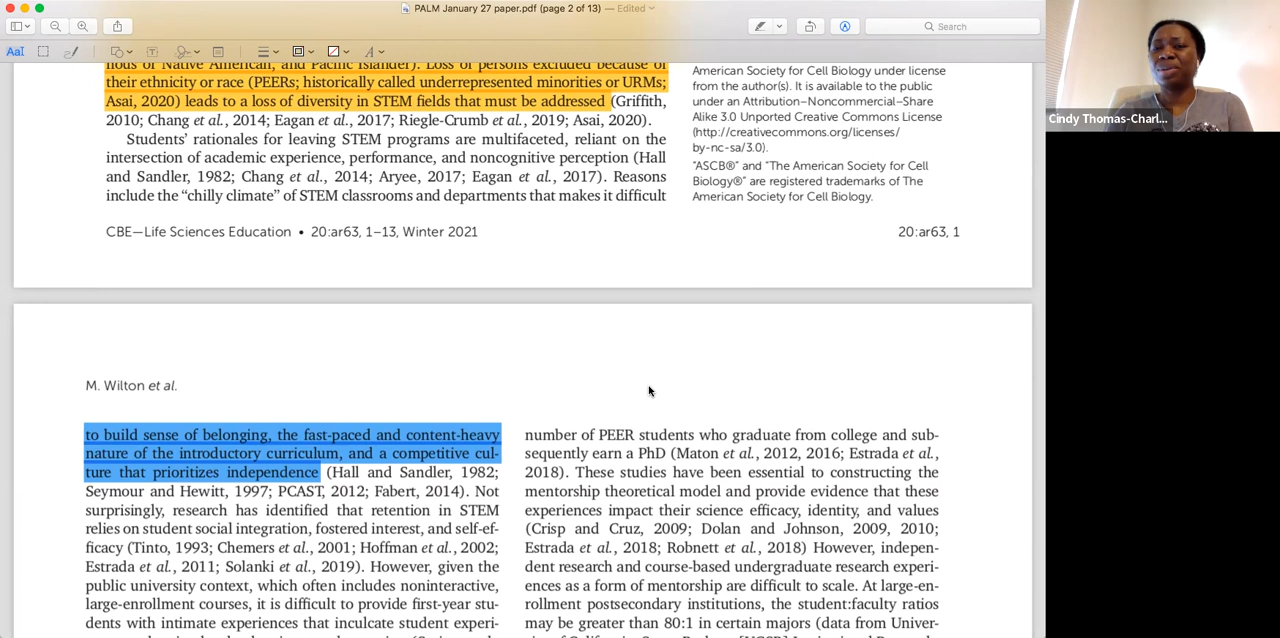 PALM January 27 paper.pdf (page 2 of 13) — Edited
Search
AaI
T
A
nods of Native American, and Pacific Islander). Loss of persons excluded because of
their ethnicity or race (PEERs; historically called underrepresented minorities or URMs;
Asai, 2020) leads to a loss of diversity in STEM fields that must be addressed (Griffith,
2010; Chang et al., 2014; Eagan et al., 2017; Riegle-Crumb et al., 2019; Asai, 2020).
Students’ rationales for leaving STEM programs are multifaceted, reliant on the
intersection of academic experience, performance, and noncognitive perception (Hall
and Sandler, 1982; Chang et al., 2014; Aryee, 2017; Eagan et al., 2017). Reasons
include the “chilly climate” of STEM classrooms and departments that makes it difficult
American Society for Cell Biology under license
from the author(s). It is available to the public
under an Attribution–Noncommercial–Share
Alike 3.0 Unported Creative Commons License
(http://creativecommons.org/licenses/
by-nc-sa/3.0).
“ASCB®” and “The American Society for Cell
Biology®” are registered trademarks of The
American Society for Cell Biology.
CBE—Life Sciences Education • 20:ar63, 1–13, Winter 2021
20:ar63, 1
M. Wilton et al.
to build sense of belonging, the fast-paced and content-heavy
nature of the introductory curriculum, and a competitive cul-
ture that prioritizes independence (Hall and Sandler, 1982;
Seymour and Hewitt, 1997; PCAST, 2012; Fabert, 2014). Not
surprisingly, research has identified that retention in STEM
relies on student social integration, fostered interest, and self-ef-
ficacy (Tinto, 1993; Chemers et al., 2001; Hoffman et al., 2002;
Estrada et al., 2011; Solanki et al., 2019). However, given the
public university context, which often includes noninteractive,
large-enrollment courses, it is difficult to provide first-year stu-
dents with intimate experiences that inculcate student experi-
number of PEER students who graduate from college and sub-
sequently earn a PhD (Maton et al., 2012, 2016; Estrada et al.,
2018). These studies have been essential to constructing the
mentorship theoretical model and provide evidence that these
experiences impact their science efficacy, identity, and values
(Crisp and Cruz, 2009; Dolan and Johnson, 2009, 2010;
Estrada et al., 2018; Robnett et al., 2018) However, indepen-
dent research and course-based undergraduate research experi-
ences as a form of mentorship are difficult to scale. At large-en-
rollment postsecondary institutions, the student:faculty ratios
may be greater than 80:1 in certain majors (data from Univer-
Cindy Thomas-Charl...